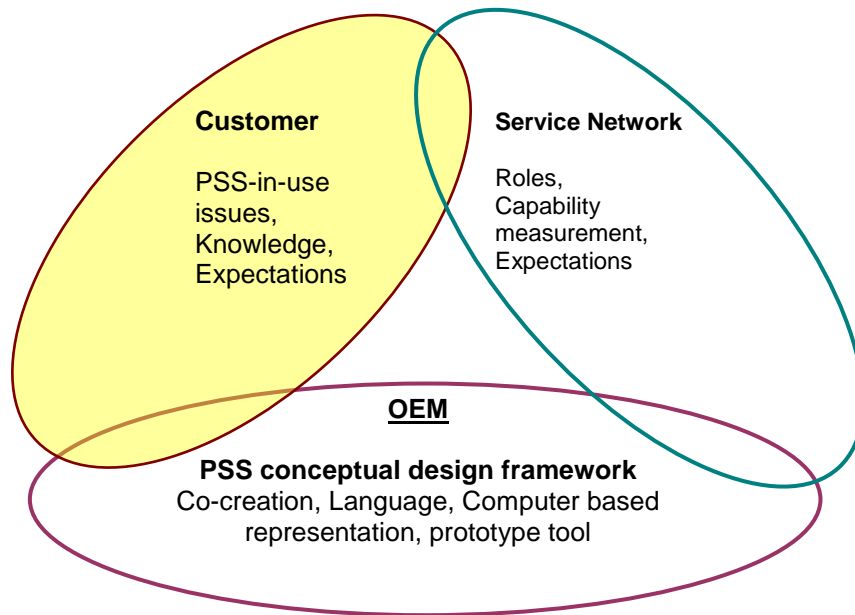 Customer
PSS-in-use
issues,
Knowledge,
Expectations
Service Network
Roles,
Capability
measurement,
Expectations
OEM
PSS conceptual design framework
Co-creation, Language, Computer based
representation, prototype tool